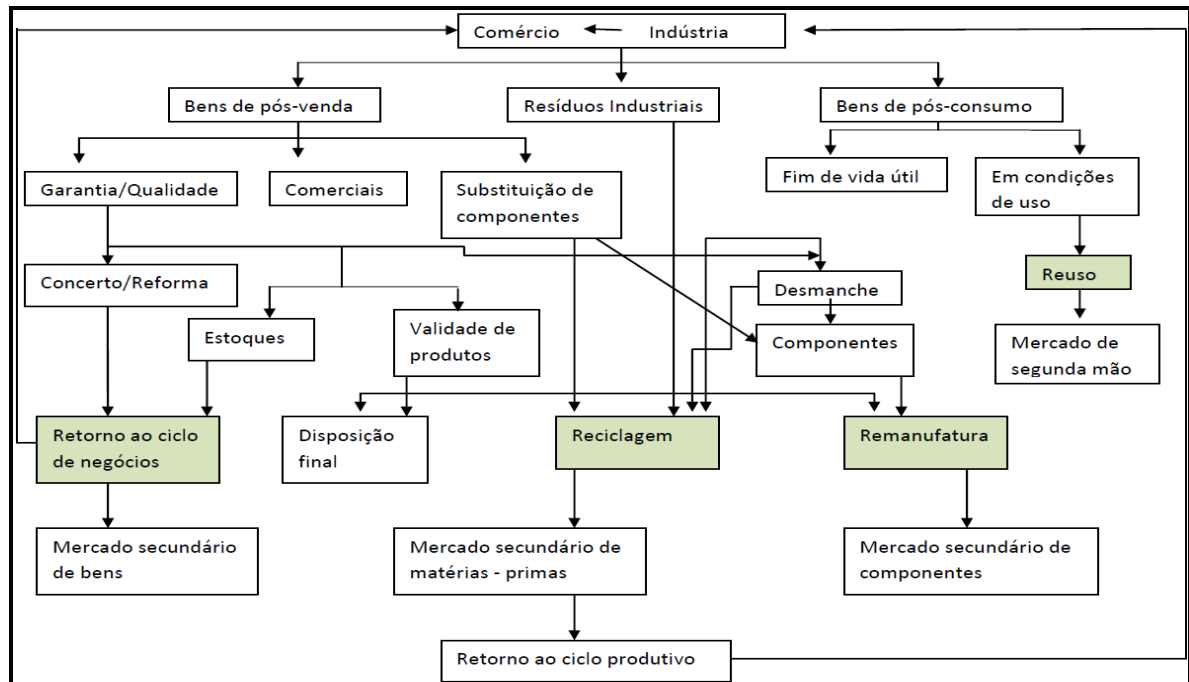 Comércio Indústria
Bens de pós-venda
Resíduos Industriais
Bens de pós-consumo
Garantia/Qualidade
Comerciais
Substituição de
componentes
Fim de vida útil
Em condições
de uso
Concerto/Reforma
Estoques
Validade de
produtos
Desmanche
Componentes
Reuso
Mercado de
segunda mão
Retorno ao ciclo
de negócios
Disposição
final
Reciclagem
Remanufatura
Mercado secundário
de bens
Mercado secundário de
matérias - primas
Mercado secundário de
componentes
Retorno ao ciclo produtivo